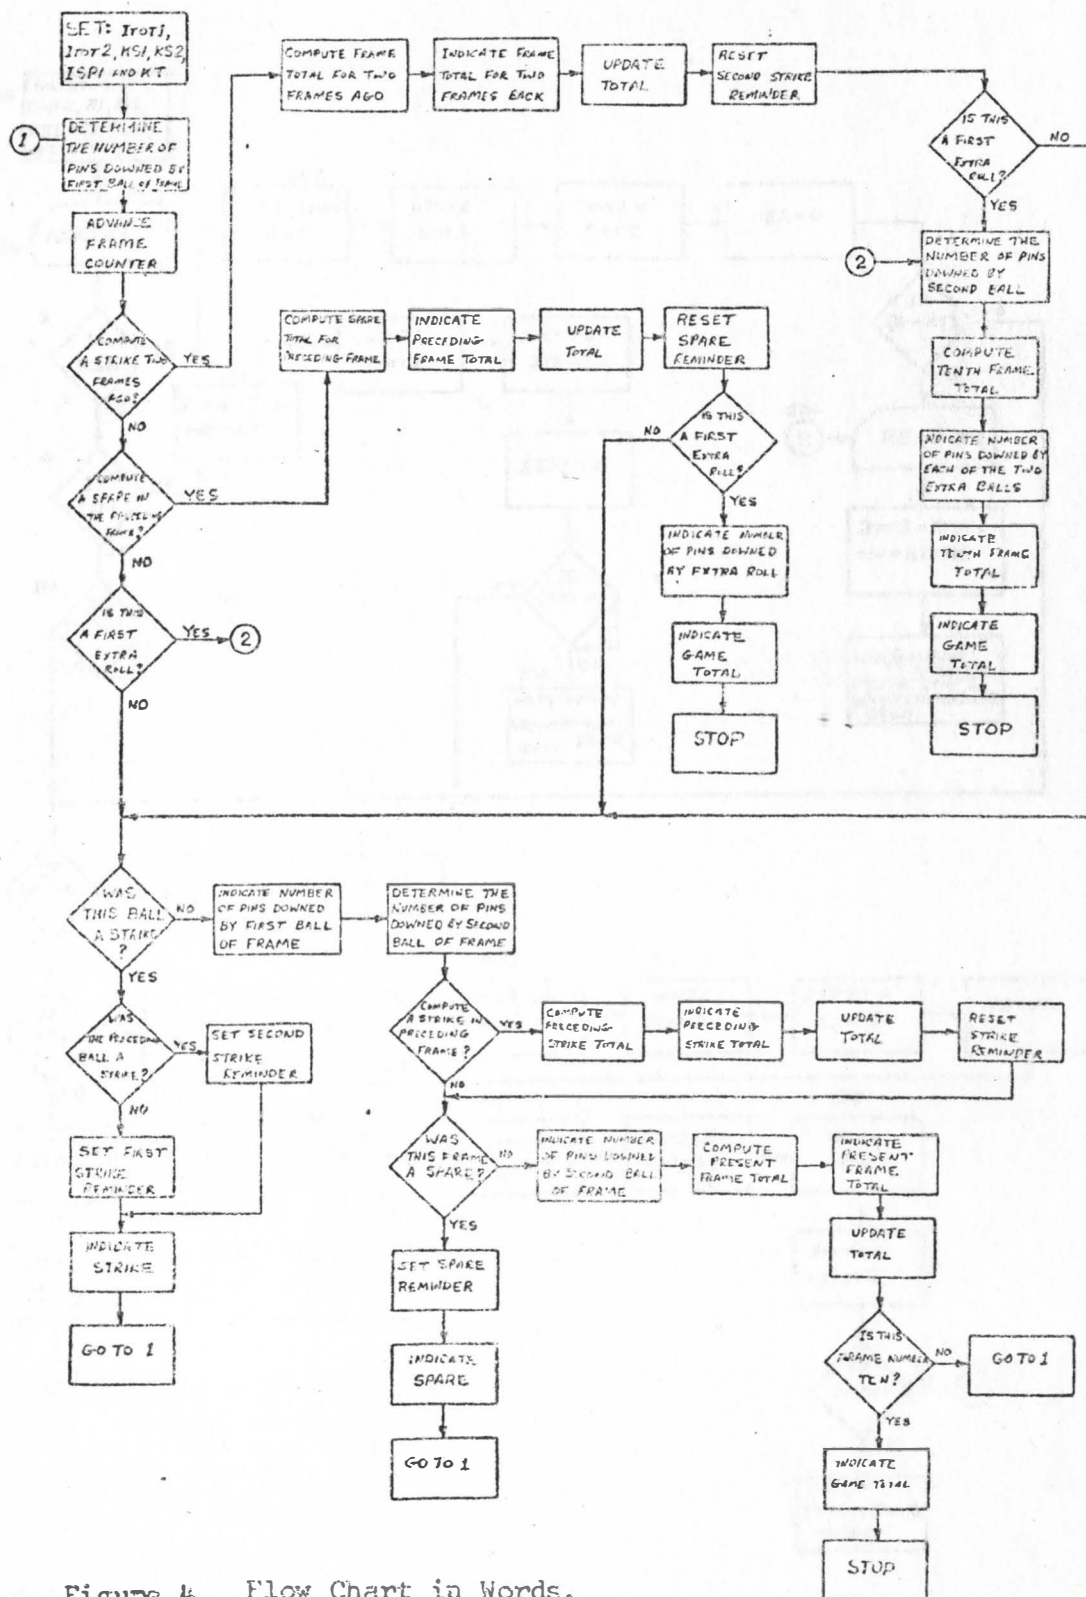 SET: ITOT1,
ITOT2, KS1, KS2,
ISP1 AND KT
1
DETERMINE
THE NUMBER OF
PINS DOWNED BY
FIRST BALL OF FRAME
ADVANCE
FRAME
COUNTER
COMPUTE
A STRIKE TWO
FRAMES
AGO?
YES
NO
COMPUTE FRAME
TOTAL FOR TWO
FRAMES AGO
INDICATE FRAME
TOTAL FOR TWO
FRAMES BACK
UPDATE
TOTAL
RESET
SECOND STRIKE
REMINDER
IS THIS
A FIRST
EXTRA
ROLL?
NO
YES
2
DETERMINE THE
NUMBER OF PINS
DOWNED BY
SECOND BALL
COMPUTE
TENTH FRAME
TOTAL
INDICATE NUMBER
OF PINS DOWNED BY
EACH OF THE TWO
EXTRA BALLS
INDICATE
TENTH FRAME
TOTAL
INDICATE
GAME
TOTAL
STOP
COMPUTE
A SPARE IN
THE
FRAME?
YES
NO
COMPUTE SPARE
TOTAL FOR
PRECEDING FRAME
INDICATE
PRECEDING
FRAME TOTAL
UPDATE
TOTAL
RESET
SPARE
REMINDER
IS THIS
A FIRST
EXTRA
ROLL?
NO
YES
INDICATE NUMBER
OF PINS DOWNED
BY EXTRA ROLL
INDICATE
GAME
TOTAL
STOP
IS THIS
A FIRST
EXTRA
ROLL?
YES
2
NO
WAS
THIS BALL
A STRIKE
?
NO
YES
INDICATE NUMBER
OF PINS DOWNED
BY FIRST BALL
OF FRAME
DETERMINE THE
NUMBER OF PINS
DOWNED BY SECOND
BALL OF FRAME
WAS
THE PRECEDING
BALL A
STRIKE?
YES
NO
SET SECOND
STRIKE
REMINDER
SET FIRST
STRIKE
REMINDER
INDICATE
STRIKE
GO TO 1
COMPUTE
A STRIKE IN
PRECEDING
FRAME?
YES
NO
COMPUTE
PRECEDING
STRIKE TOTAL
INDICATE
PRECEDING
STRIKE TOTAL
UPDATE
TOTAL
RESET
STRIKE
REMINDER
WAS
THIS FRAME
A SPARE?
NO
YES
INDICATE NUMBER
OF PINS DOWNED
BY SECOND BALL
OF FRAME
COMPUTE
PRESENT
FRAME TOTAL
INDICATE
PRESENT
FRAME
TOTAL
UPDATE
TOTAL
SET SPARE
REMINDER
INDICATE
SPARE
GO TO 1
IS THIS
FRAME NUMBER
TEN?
NO
GO TO 1
YES
INDICATE
GAME TOTAL
STOP
Figure 4. Flow Chart in Words.